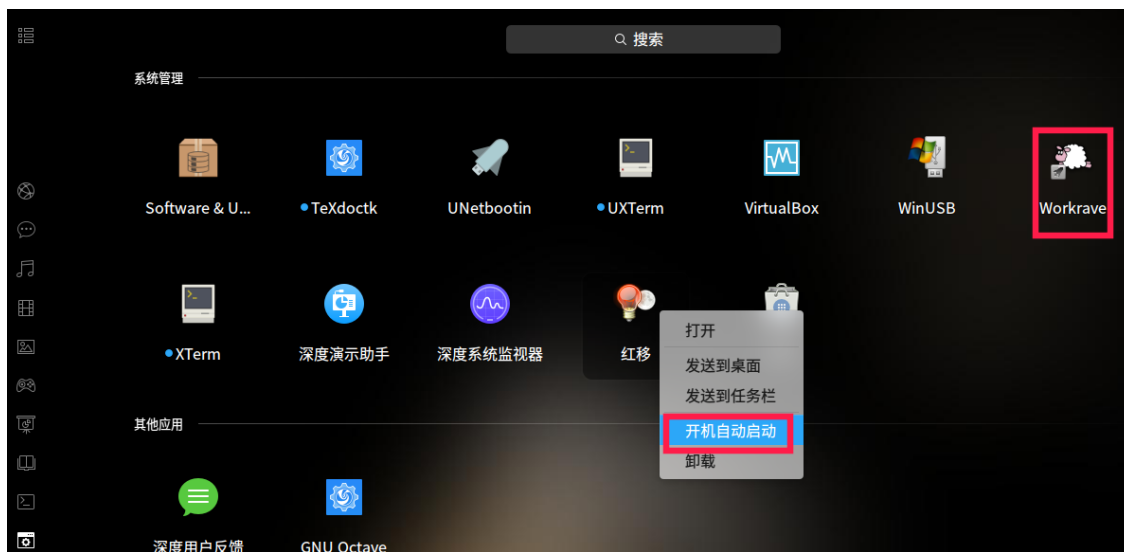 搜索
系统管理
Software & U...
TeXdoctk
UNetbootin
UXTerm
VirtualBox
WinUSB
Workrave
XTerm
深度演示助手
深度系统监视器
红移
打开
发送到桌面
发送到任务栏
开机自动启动
卸载
其他应用
深度用户反馈
GNU Octave